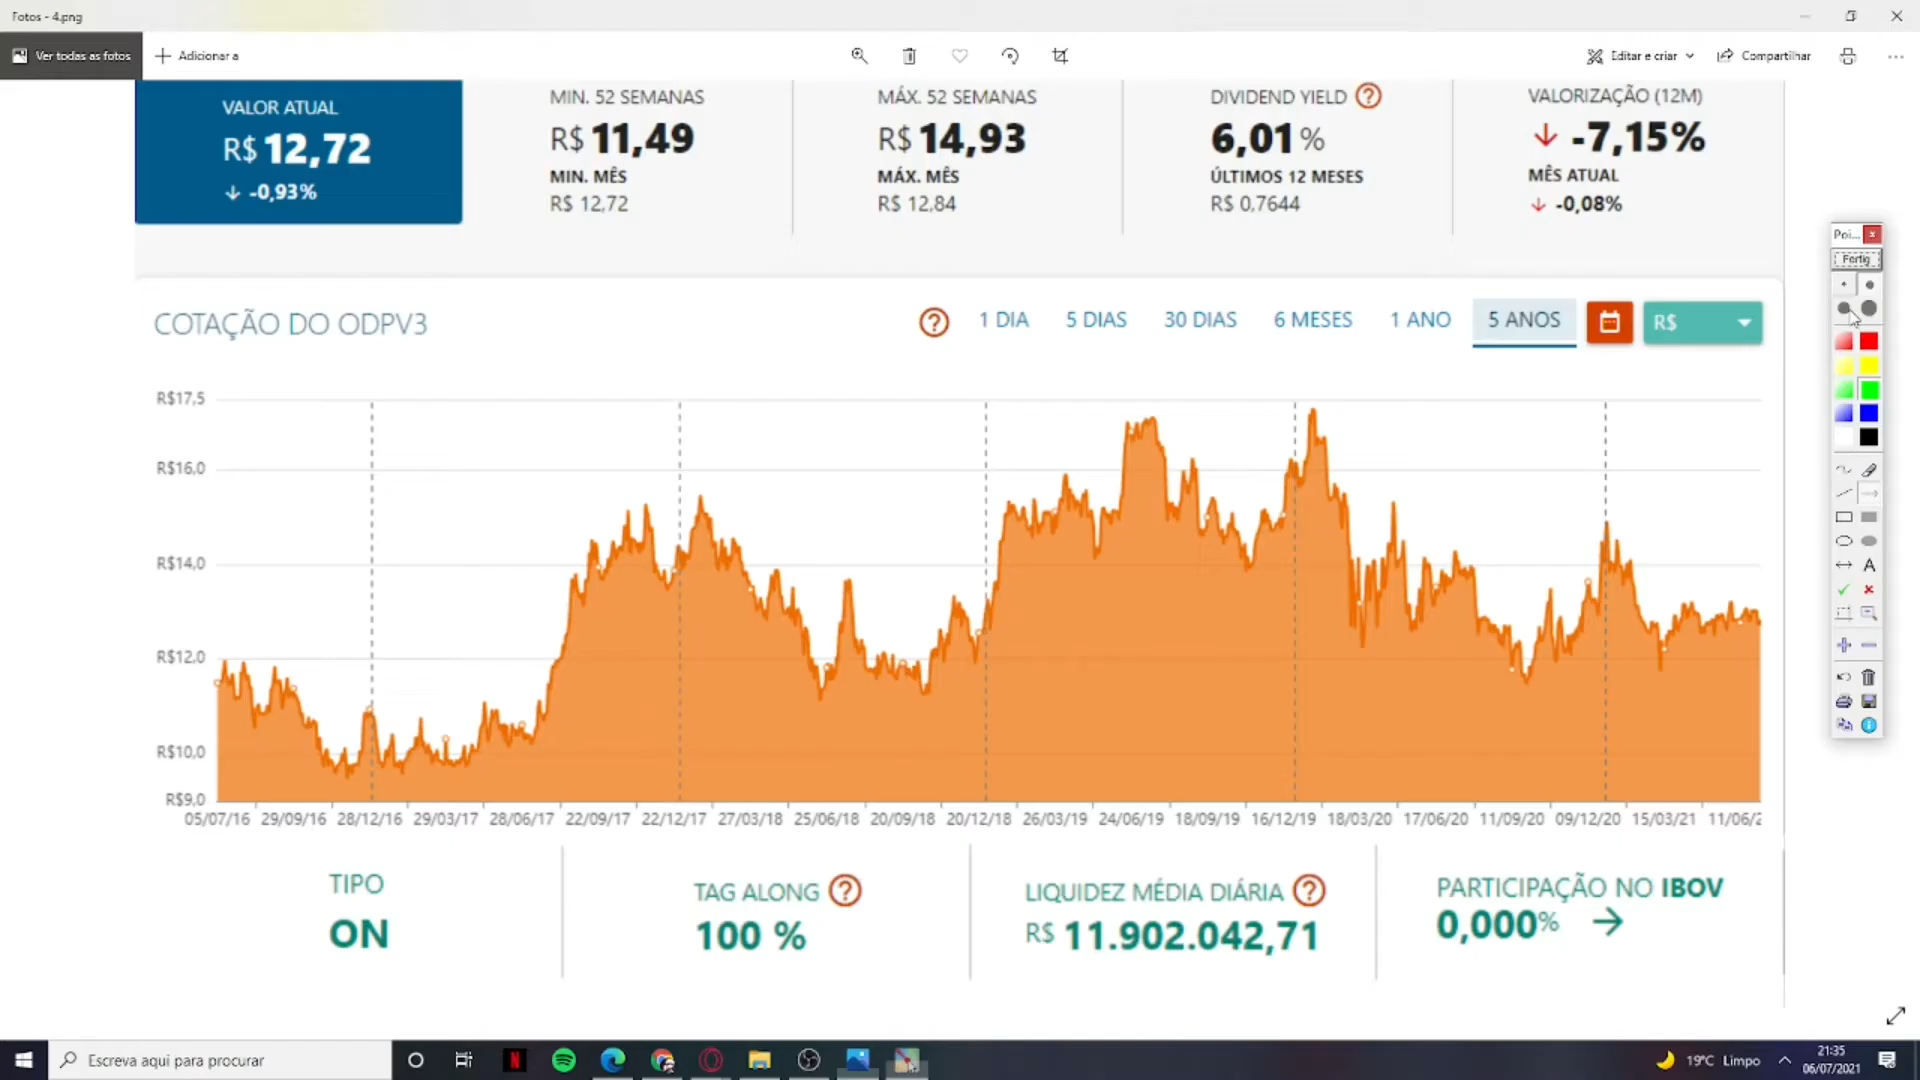 Fotos - 4.png
Ver todas as fotos
Adicionar a
Editar e criar
Compartilhar
VALOR ATUAL
R$ 12,72
-0,93%
MIN. 52 SEMANAS
R$ 11,49
MIN. MÊS
R$ 12,72
MÁX. 52 SEMANAS
R$ 14,93
MÁX. MÊS
R$ 12,84
DIVIDEND YIELD ?
6,01 %
ÚLTIMOS 12 MESES
R$ 0,7644
VALORIZAÇÃO (12M)
-7,15%
MÊS ATUAL
-0,08%
Poi...
Fertig
A
COTAÇÃO DO ODPV3
? 1 DIA 5 DIAS 30 DIAS 6 MESES 1 ANO 5 ANOS R$
R$17,5
R$16,0
R$14,0
R$12,0
R$10,0
R$9,0
05/07/16 29/09/16 28/12/16 29/03/17 28/06/17 22/09/17 22/12/17 27/03/18 25/06/18 20/09/18 20/12/18 26/03/19 24/06/19 18/09/19 16/12/19 18/03/20 17/06/20 11/09/20 09/12/20 15/03/21 11/06/2
TIPO
ON
TAG ALONG ?
100 %
LIQUIDEZ MÉDIA DIÁRIA ?
R$ 11.902.042,71
PARTICIPAÇÃO NO IBOV
0,000%
Escreva aqui para procurar
19°C Limpo
21:35
06/07/2021